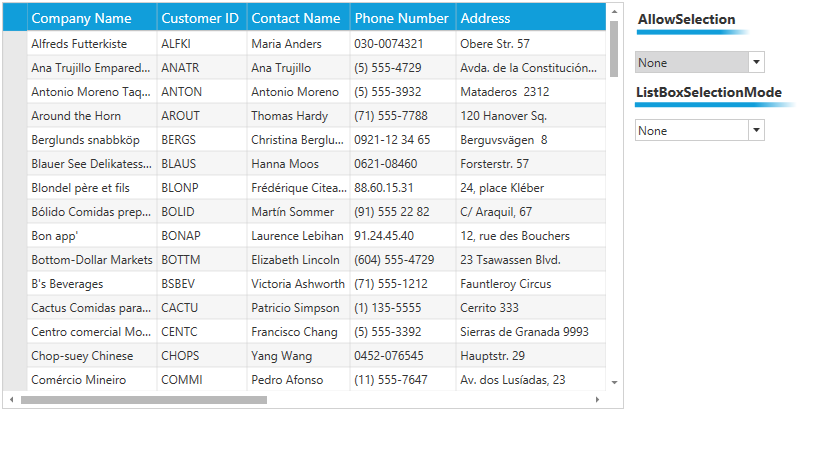 Company Name Customer ID Contact Name Phone Number Address
Alfreds Futterkiste ALFKI Maria Anders 030-0074321 Obere Str. 57
Ana Trujillo Empared... ANATR Ana Trujillo (5) 555-4729 Avda. de la Constitución...
Antonio Moreno Taq... ANTON Antonio Moreno (5) 555-3932 Mataderos  2312
Around the Horn AROUT Thomas Hardy (71) 555-7788 120 Hanover Sq.
Berglunds snabbköp BERGS Christina Berglu... 0921-12 34 65 Berguvsvägen  8
Blauer See Delikatess... BLAUS Hanna Moos 0621-08460 Forsterstr. 57
Blondel père et fils BLONP Frédérique Citea... 88.60.15.31 24, place Kléber
Bólido Comidas prep... BOLID Martín Sommer (91) 555 22 82 C/ Araquil, 67
Bon app' BONAP Laurence Lebihan 91.24.45.40 12, rue des Bouchers
Bottom-Dollar Markets BOTTM Elizabeth Lincoln (604) 555-4729 23 Tsawassen Blvd.
B's Beverages BSBEV Victoria Ashworth (71) 555-1212 Fauntleroy Circus
Cactus Comidas para... CACTU Patricio Simpson (1) 135-5555 Cerrito 333
Centro comercial Mo... CENTC Francisco Chang (5) 555-3392 Sierras de Granada 9993
Chop-suey Chinese CHOPS Yang Wang 0452-076545 Hauptstr. 29
Comércio Mineiro COMMI Pedro Afonso (11) 555-7647 Av. dos Lusíadas, 23
AllowSelection
None
ListBoxSelectionMode
None